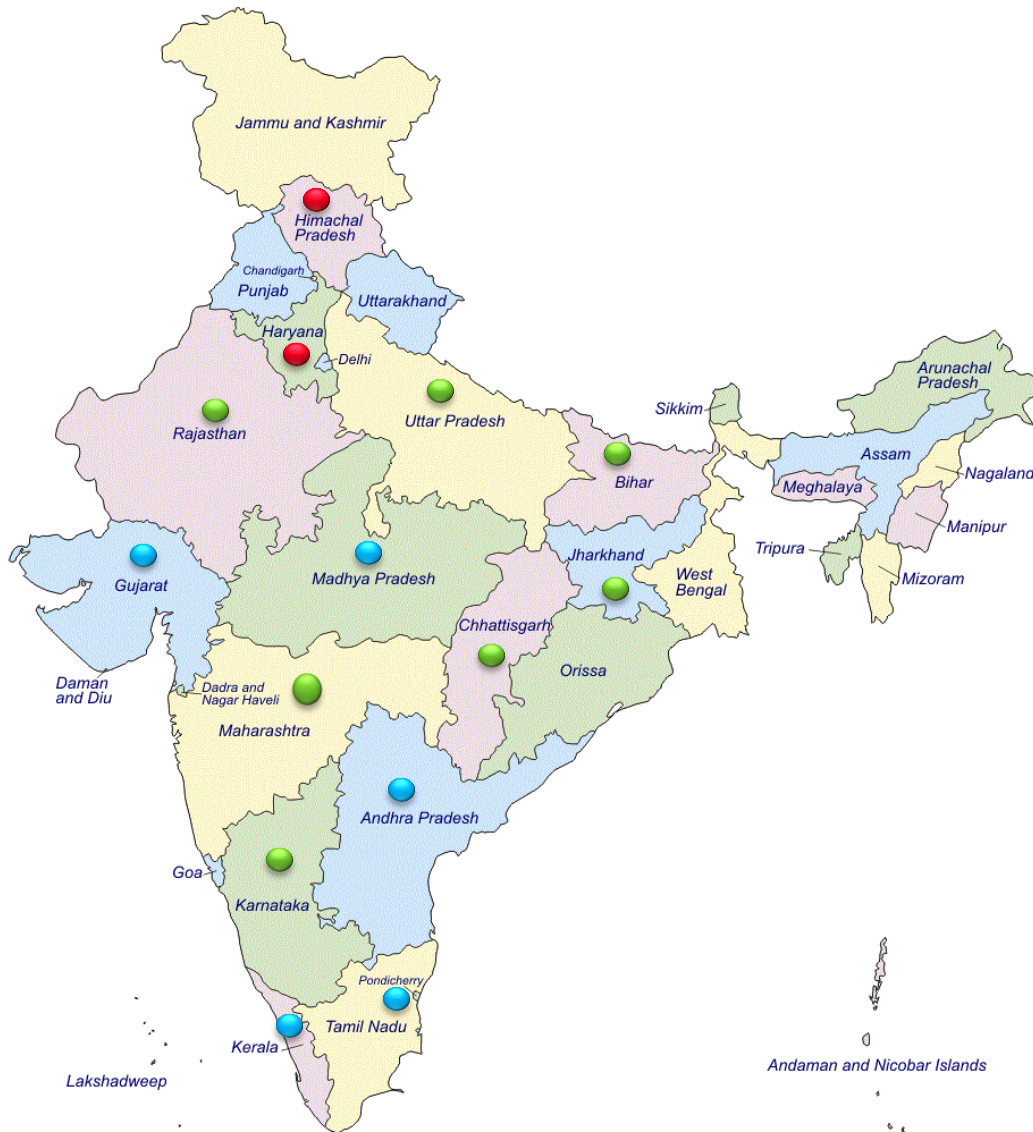 Jammu and Kashmir
Himachal
Pradesh
Chandigarh
Punjab
Uttarakhand
Haryana
Delhi
Arunachal
Pradesh
Sikkim
Uttar Pradesh
Rajasthan
Assam
Bihar
Nagaland
Meghalaya
Manipur
Tripura
Jharkhand
Madhya Pradesh
Gujarat
West
Bengal
Mizoram
Chhattisgarh
Orissa
Daman
and Diu
Dadra and
Nagar Haveli
Maharashtra
Andhra Pradesh
Goa
Karnataka
Pondicherry
Tamil Nadu
Kerala
Lakshadweep
Andaman and Nicobar Islands